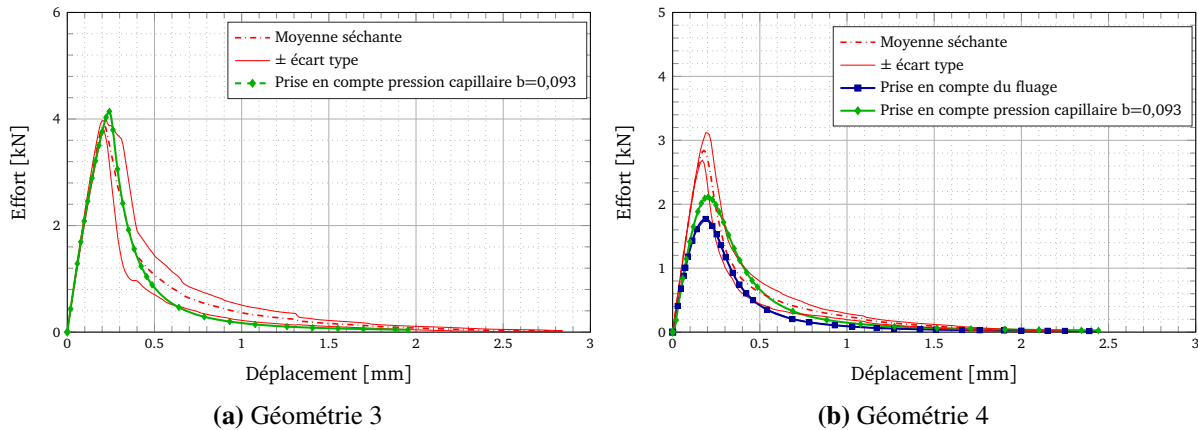 6
4
2
0
0
0.5
1
1.5
2
2.5
3
Effort [kN]
Déplacement [mm]
Moyenne séchante
± écart type
Prise en compte pression capillaire b=0,093
(a) Géométrie 3
5
4
3
2
1
0
0
0.5
1
1.5
2
2.5
3
Effort [kN]
Déplacement [mm]
Moyenne séchante
± écart type
Prise en compte du fluage
Prise en compte pression capillaire b=0,093
(b) Géométrie 4